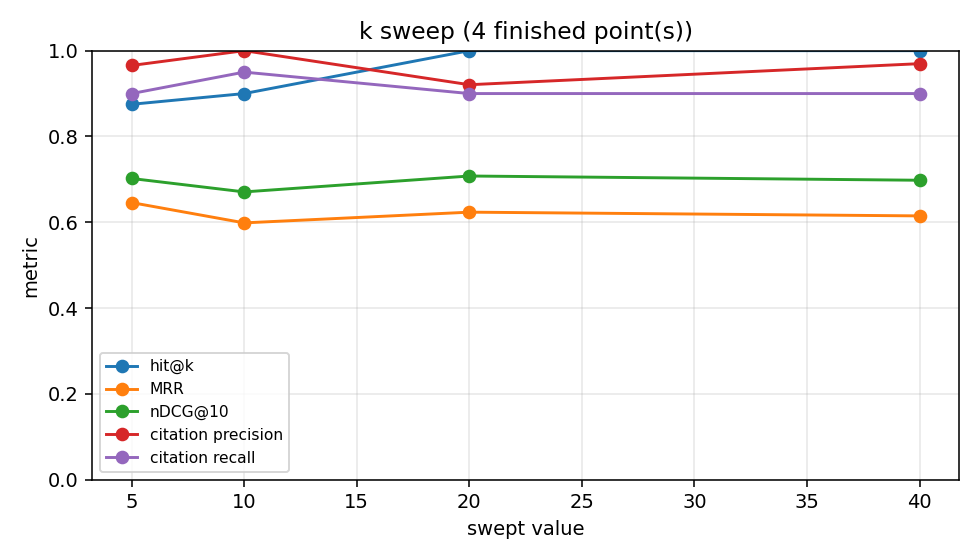 k sweep (4 finished point(s))
metric
1.0
0.8
0.6
0.4
0.2
0.0
hit@k
MRR
nDCG@10
citation precision
citation recall
5 10 15 20 25 30 35 40
swept value